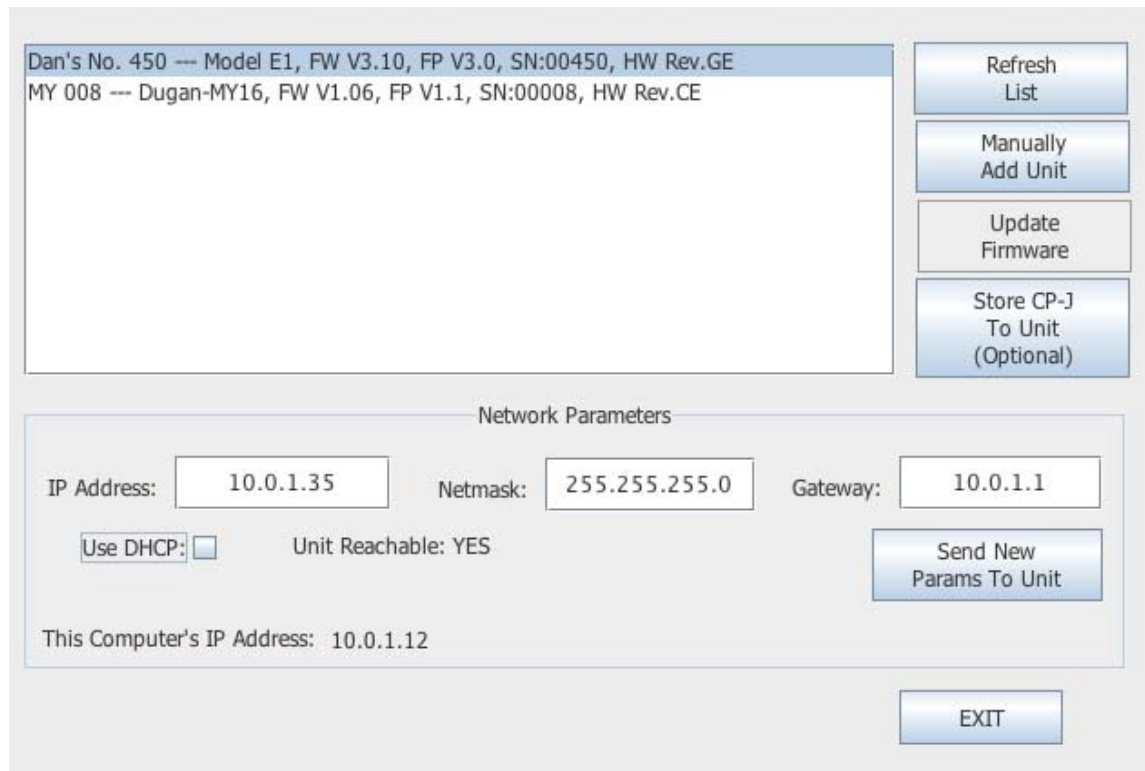 Dan's No. 450 --- Model E1, FW V3.10, FP V3.0, SN:00450, HW Rev.GE
MY 008 --- Dugan-MY16, FW V1.06, FP V1.1, SN:00008, HW Rev.CE
Refresh
List
Manually
Add Unit
Update
Firmware
Store CP-J
To Unit
(Optional)
Network Parameters
IP Address: 10.0.1.35 Netmask: 255.255.255.0 Gateway: 10.0.1.1
Use DHCP: Unit Reachable: YES
Send New
Params To Unit
This Computer's IP Address: 10.0.1.12
EXIT